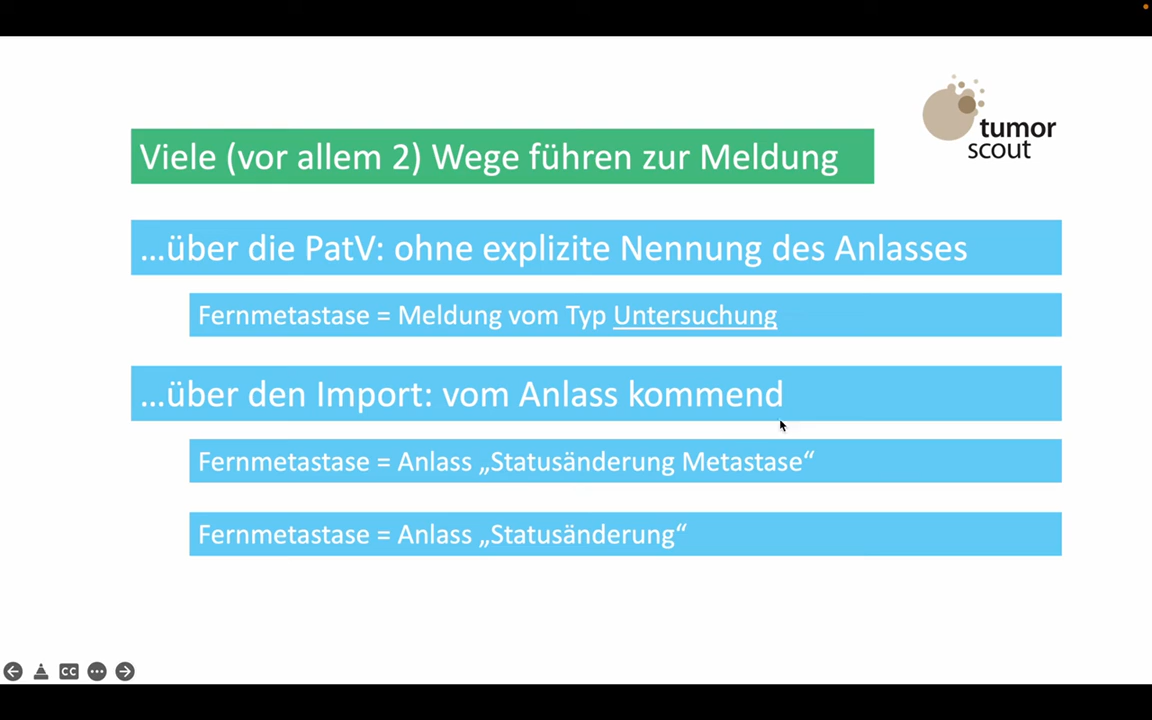 tumor
scout
Viele (vor allem 2) Wege führen zur Meldung
…über die PatV: ohne explizite Nennung des Anlasses
Fernmetastase = Meldung vom Typ Untersuchung
…über den Import: vom Anlass kommend
Fernmetastase = Anlass „Statusänderung Metastase“
Fernmetastase = Anlass „Statusänderung“
CC